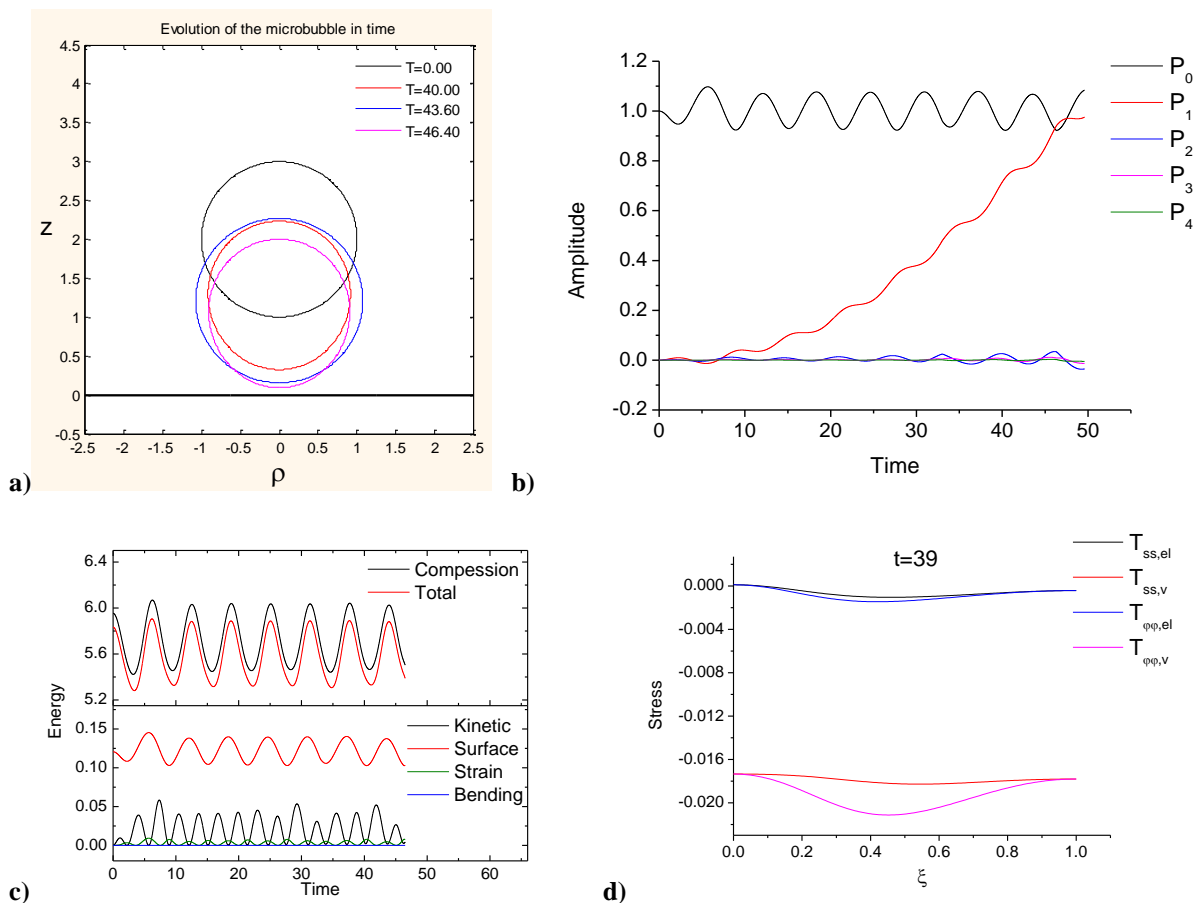 Evolution of the microbubble in time
4.5
4
3.5
3
2.5
2
1.5
1
0.5
0
-0.5
z
T=0.00
T=40.00
T=43.60
T=46.40
-2.5 -2 -1.5 -1 -0.5 0 0.5 1 1.5 2 2.5
ρ
a)
1.2
1.0
0.8
0.6
0.4
0.2
0.0
-0.2
Amplitude
P₀
P₁
P₂
P₃
P₄
0 10 20 30 40 50
Time
b)
6.4
6.0
5.6
5.2
Compession
Total
Energy
0.15
0.10
0.05
0.00
Kinetic
Surface
Strain
Bending
0 10 20 30 40 50 60
Time
c)
t=39
0.000
-0.004
-0.008
-0.012
-0.016
-0.020
Stress
T_ss,el
T_ss,v
T_φφ,el
T_φφ,v
0.0 0.2 0.4 0.6 0.8 1.0
ξ
d)